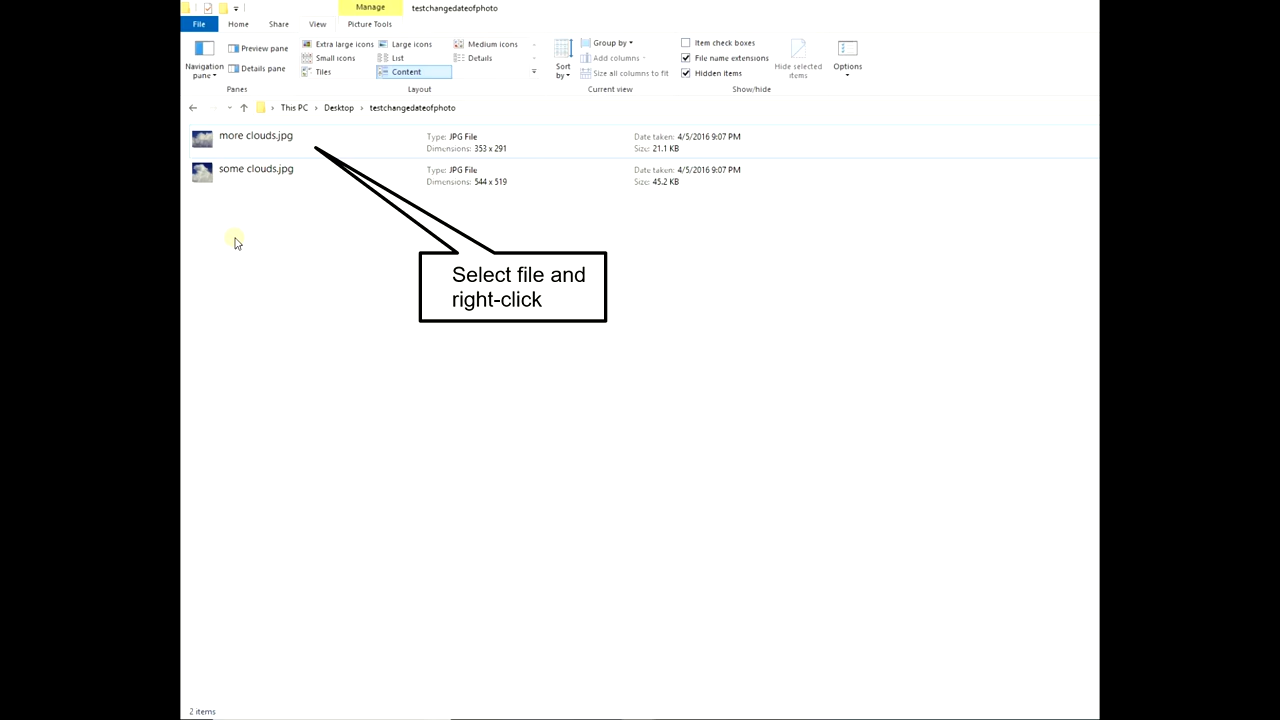 Manage testchangedateofphoto
File Home Share View Picture Tools
Preview pane Extra large icons Large icons Medium icons Group by Item check boxes
Small icons List Details Add columns File name extensions
Navigation pane Details pane Tiles Content Sort by Size all columns to fit Hidden items Hide selected items Options
Panes Layout Current view Show/hide
This PC Desktop testchangedateofphoto
more clouds.jpg Type: JPG File Date taken: 4/5/2016 9:07 PM
Dimensions: 353 x 291 Size: 21.1 KB
some clouds.jpg Type: JPG File Date taken: 4/5/2016 9:07 PM
Dimensions: 544 x 519 Size: 45.2 KB
Select file and
right-click
2 items